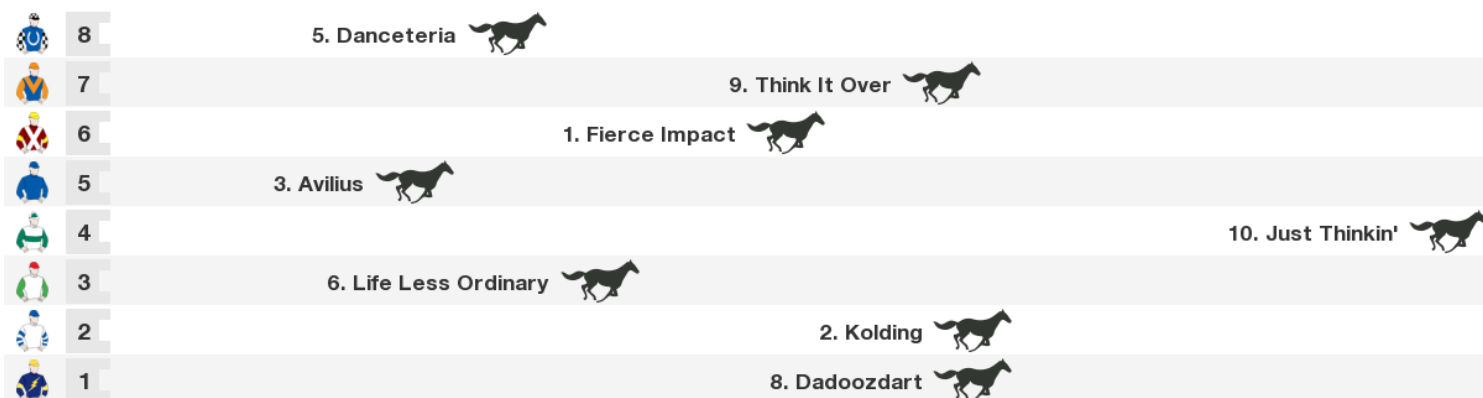 8 5. Danceteria
7 9. Think It Over
6 1. Fierce Impact
5 3. Avilius
4 10. Just Thinkin'
3 6. Life Less Ordinary
2 2. Kolding
1 8. Dadoozdart